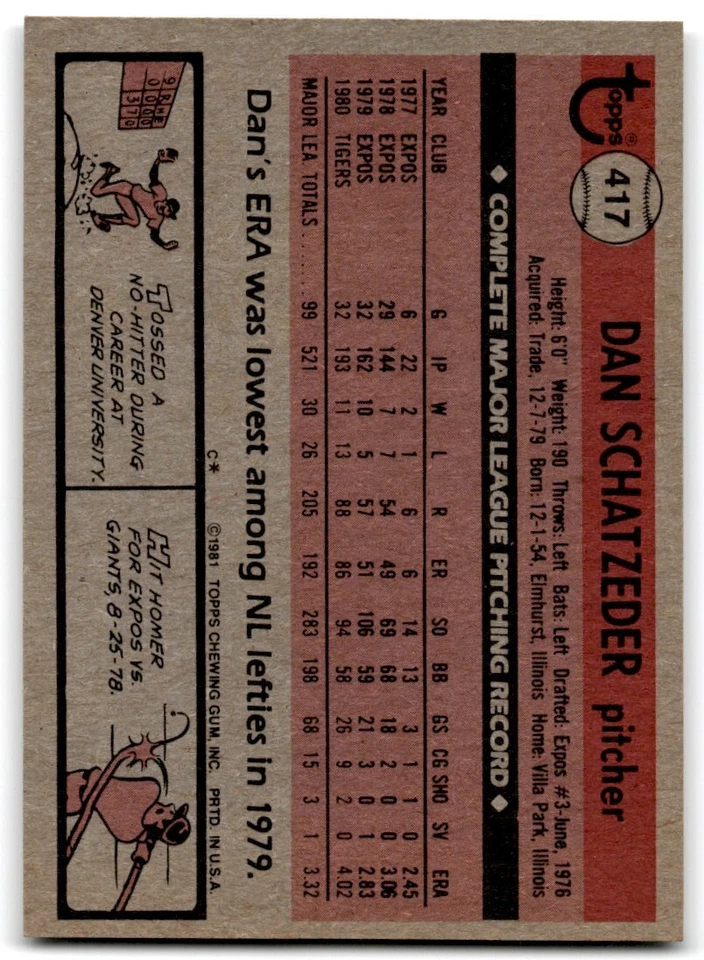 topps®
417
DAN SCHATZEDER pitcher
Height: 6'0" Weight: 190 Throws: Left Bats: Left Drafted: Expos #3-June, 1976
Acquired: Trade, 12-7-79 Born: 12-1-54, Elmhurst, Illinois Home: Villa Park, Illinois
◆ COMPLETE MAJOR LEAGUE PITCHING RECORD ◆
YEAR CLUB G IP W L R ER SO BB GS CG SHO SV ERA
1977 EXPOS 6 22 2 1 6 6 14 13 3 1 1 0 2.45
1978 EXPOS 29 144 7 7 54 49 69 68 18 2 0 0 3.06
1979 EXPOS 32 162 10 5 57 51 106 59 21 3 0 1 2.83
1980 TIGERS 32 193 11 13 88 86 94 58 26 9 2 0 4.02
MAJOR LEA TOTALS ..... 99 521 30 26 205 192 283 198 68 15 3 1 3.32
Dan's ERA was lowest among NL lefties in 1979.
C* ©1981 TOPPS CHEWING GUM, INC. PRTD. IN U.S.A.
R H E
0 0 0
9 3 7 0
TOSSED A
NO-HITTER DURING
CAREER AT
DENVER UNIVERSITY.
HIT HOMER
FOR EXPOS VS.
GIANTS, 8-25-78.